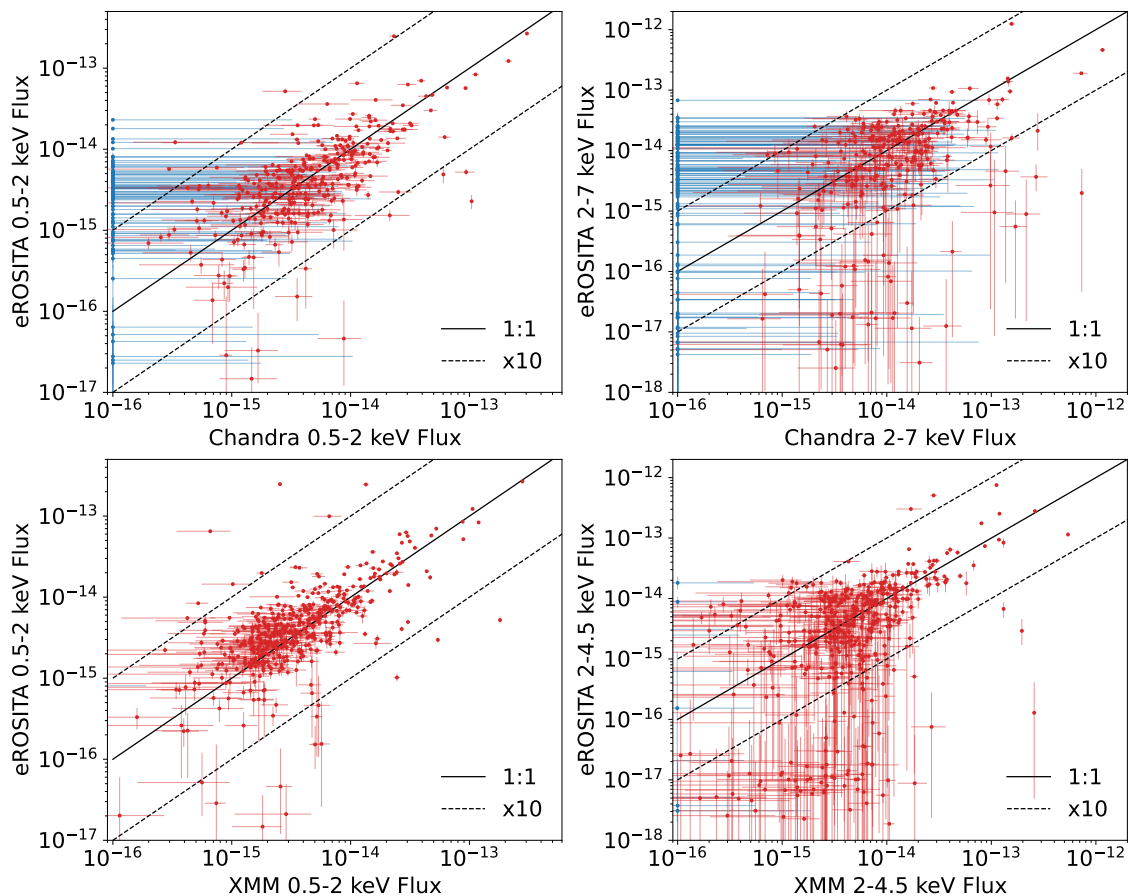 eROSITA 0.5-2 keV Flux
10⁻¹³
10⁻¹⁴
10⁻¹⁵
10⁻¹⁶
10⁻¹⁷
1:1
x10
10⁻¹⁶ 10⁻¹⁵ 10⁻¹⁴ 10⁻¹³
Chandra 0.5-2 keV Flux
eROSITA 2-7 keV Flux
10⁻¹²
10⁻¹³
10⁻¹⁴
10⁻¹⁵
10⁻¹⁶
10⁻¹⁷
10⁻¹⁸
1:1
x10
10⁻¹⁶ 10⁻¹⁵ 10⁻¹⁴ 10⁻¹³ 10⁻¹²
Chandra 2-7 keV Flux
eROSITA 0.5-2 keV Flux
10⁻¹³
10⁻¹⁴
10⁻¹⁵
10⁻¹⁶
10⁻¹⁷
1:1
x10
10⁻¹⁶ 10⁻¹⁵ 10⁻¹⁴ 10⁻¹³
XMM 0.5-2 keV Flux
eROSITA 2-4.5 keV Flux
10⁻¹²
10⁻¹³
10⁻¹⁴
10⁻¹⁵
10⁻¹⁶
10⁻¹⁷
10⁻¹⁸
1:1
x10
10⁻¹⁶ 10⁻¹⁵ 10⁻¹⁴ 10⁻¹³ 10⁻¹²
XMM 2-4.5 keV Flux